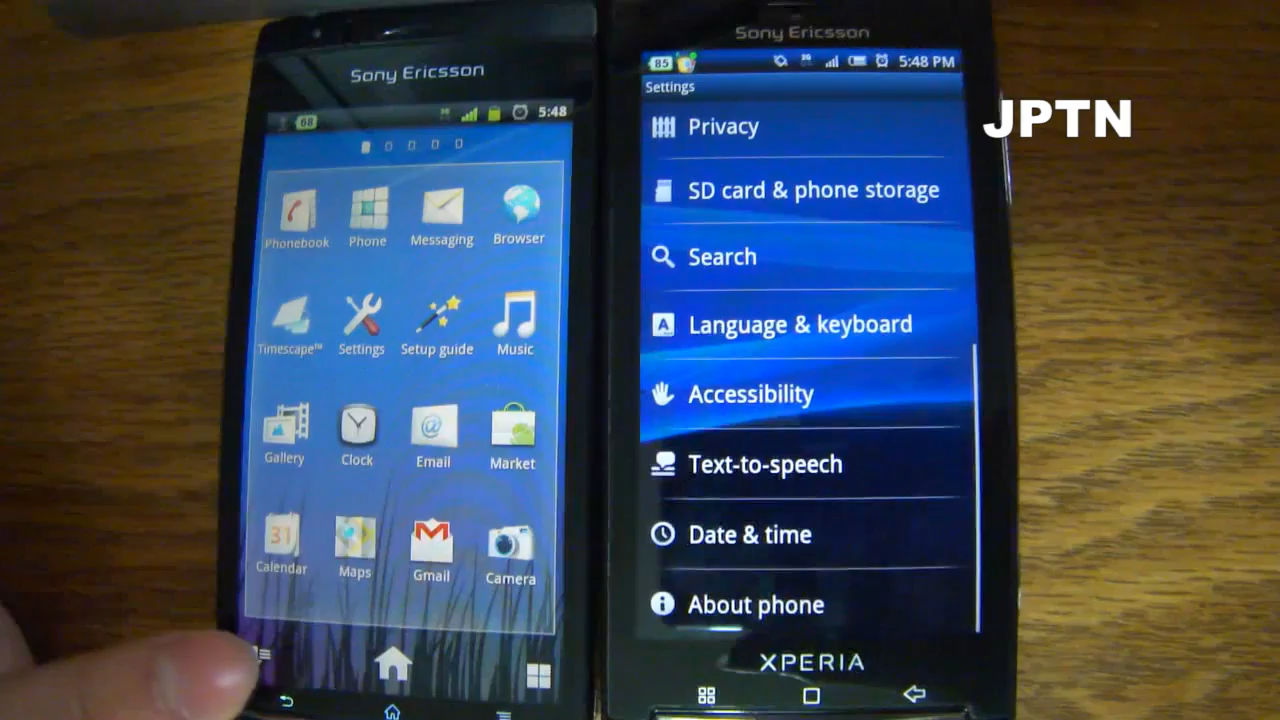 Sony Ericsson
68
3G
5:48
Phonebook
Phone
Messaging
Browser
Timescape™
Settings
Setup guide
Music
Gallery
Clock
Email
Market
31
Calendar
Maps
Gmail
Camera
Sony Ericsson
85
3G
5:48 PM
Settings
Privacy
SD card & phone storage
Search
A
Language & keyboard
Accessibility
Text-to-speech
Date & time
About phone
XPERIA
JPTN